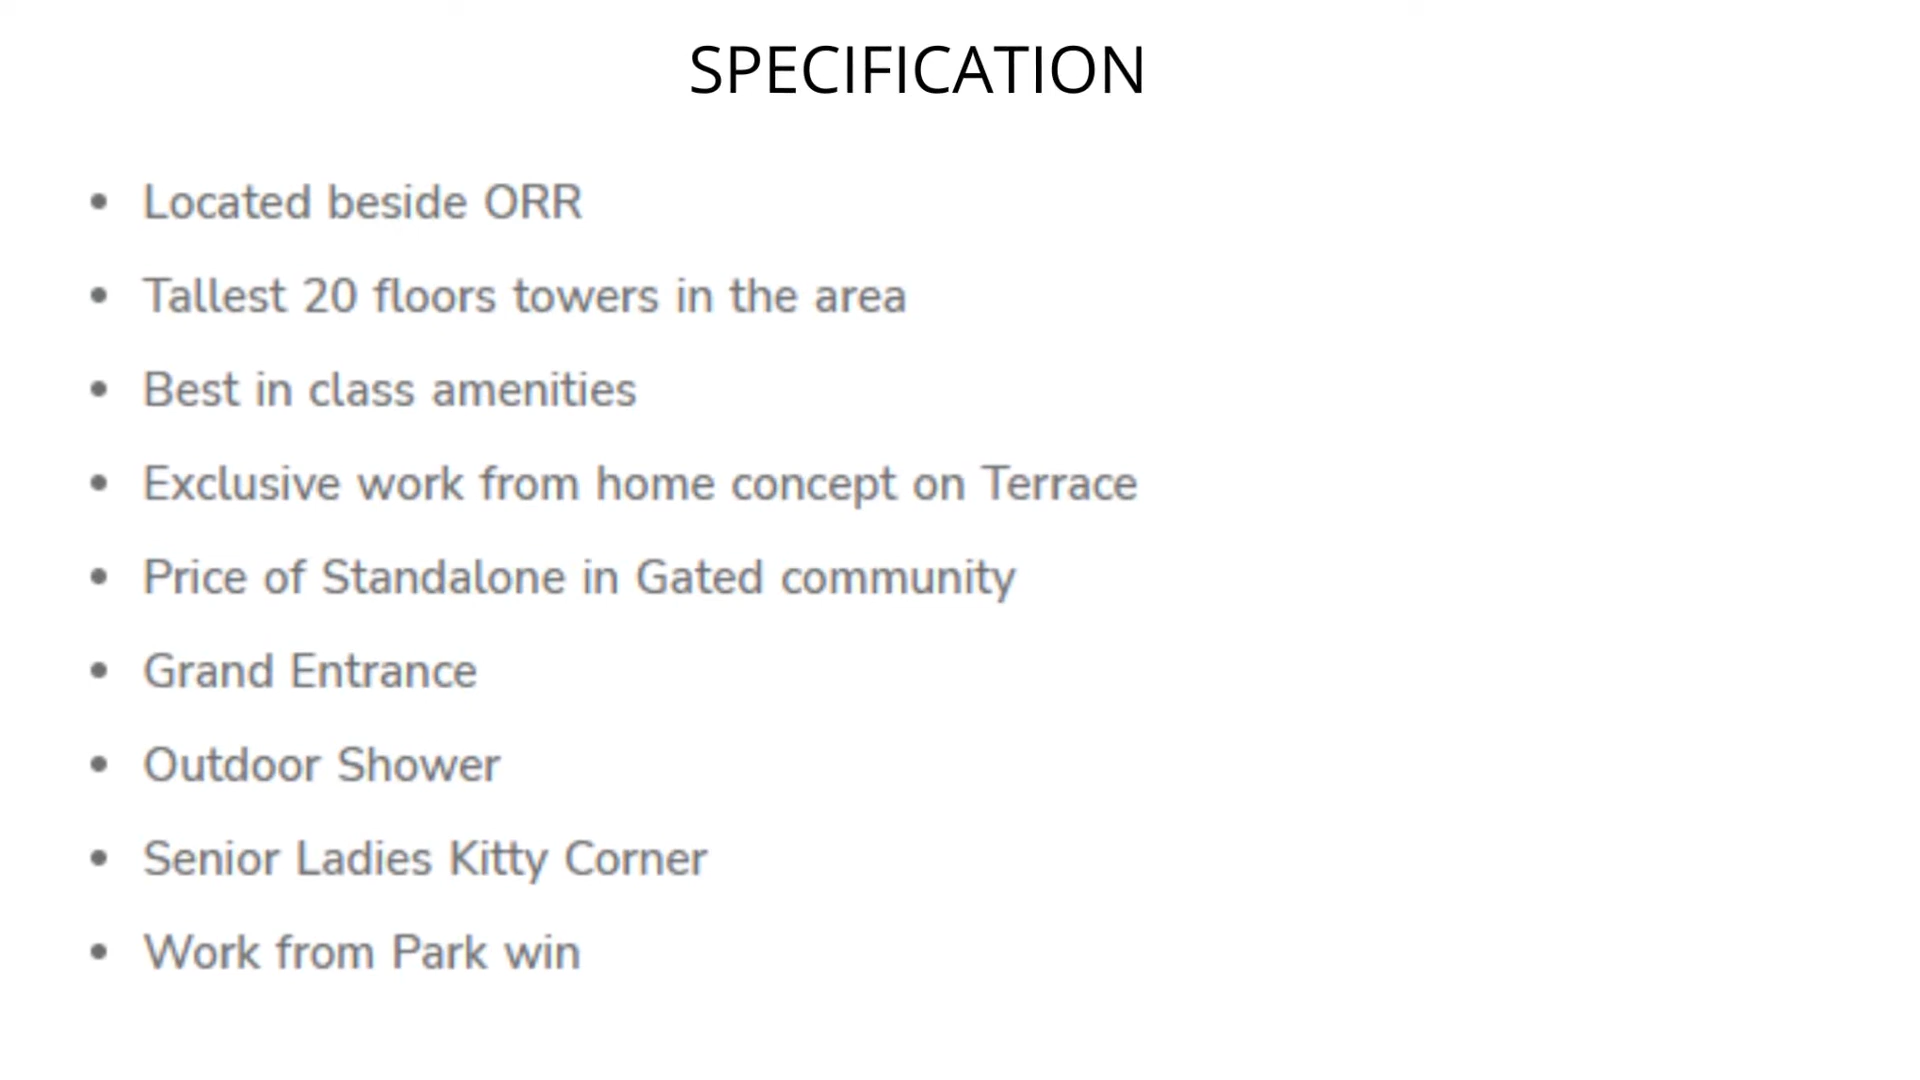 SPECIFICATION
• Located beside ORR
• Tallest 20 floors towers in the area
• Best in class amenities
• Exclusive work from home concept on Terrace
• Price of Standalone in Gated community
• Grand Entrance
• Outdoor Shower
• Senior Ladies Kitty Corner
• Work from Park win